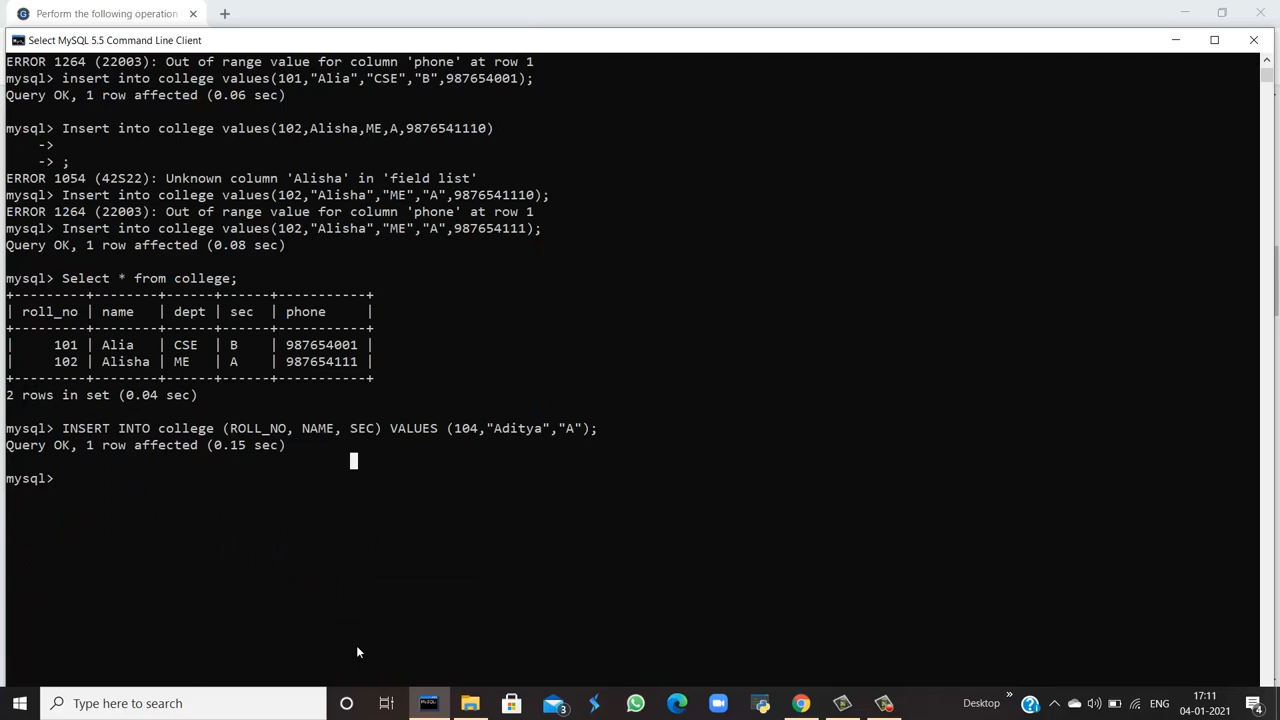 Perform the following operation
Select MySQL 5.5 Command Line Client
ERROR 1264 (22003): Out of range value for column 'phone' at row 1
mysql> insert into college values(101,"Alia","CSE","B",987654001);
Query OK, 1 row affected (0.06 sec)
mysql> Insert into college values(102,Alisha,ME,A,9876541110)
->
-> ;
ERROR 1054 (42S22): Unknown column 'Alisha' in 'field list'
mysql> Insert into college values(102,"Alisha","ME","A",9876541110);
ERROR 1264 (22003): Out of range value for column 'phone' at row 1
mysql> Insert into college values(102,"Alisha","ME","A",987654111);
Query OK, 1 row affected (0.08 sec)
mysql> Select * from college;
+---------+--------+------+------+-----------+
| roll_no | name | dept | sec | phone |
+---------+--------+------+------+-----------+
| 101 | Alia | CSE | B | 987654001 |
| 102 | Alisha | ME | A | 987654111 |
+---------+--------+------+------+-----------+
2 rows in set (0.04 sec)
mysql> INSERT INTO college (ROLL_NO, NAME, SEC) VALUES (104,"Aditya","A");
Query OK, 1 row affected (0.15 sec)
mysql>
Type here to search
3
Desktop
»
ENG
17:11
04-01-2021
4